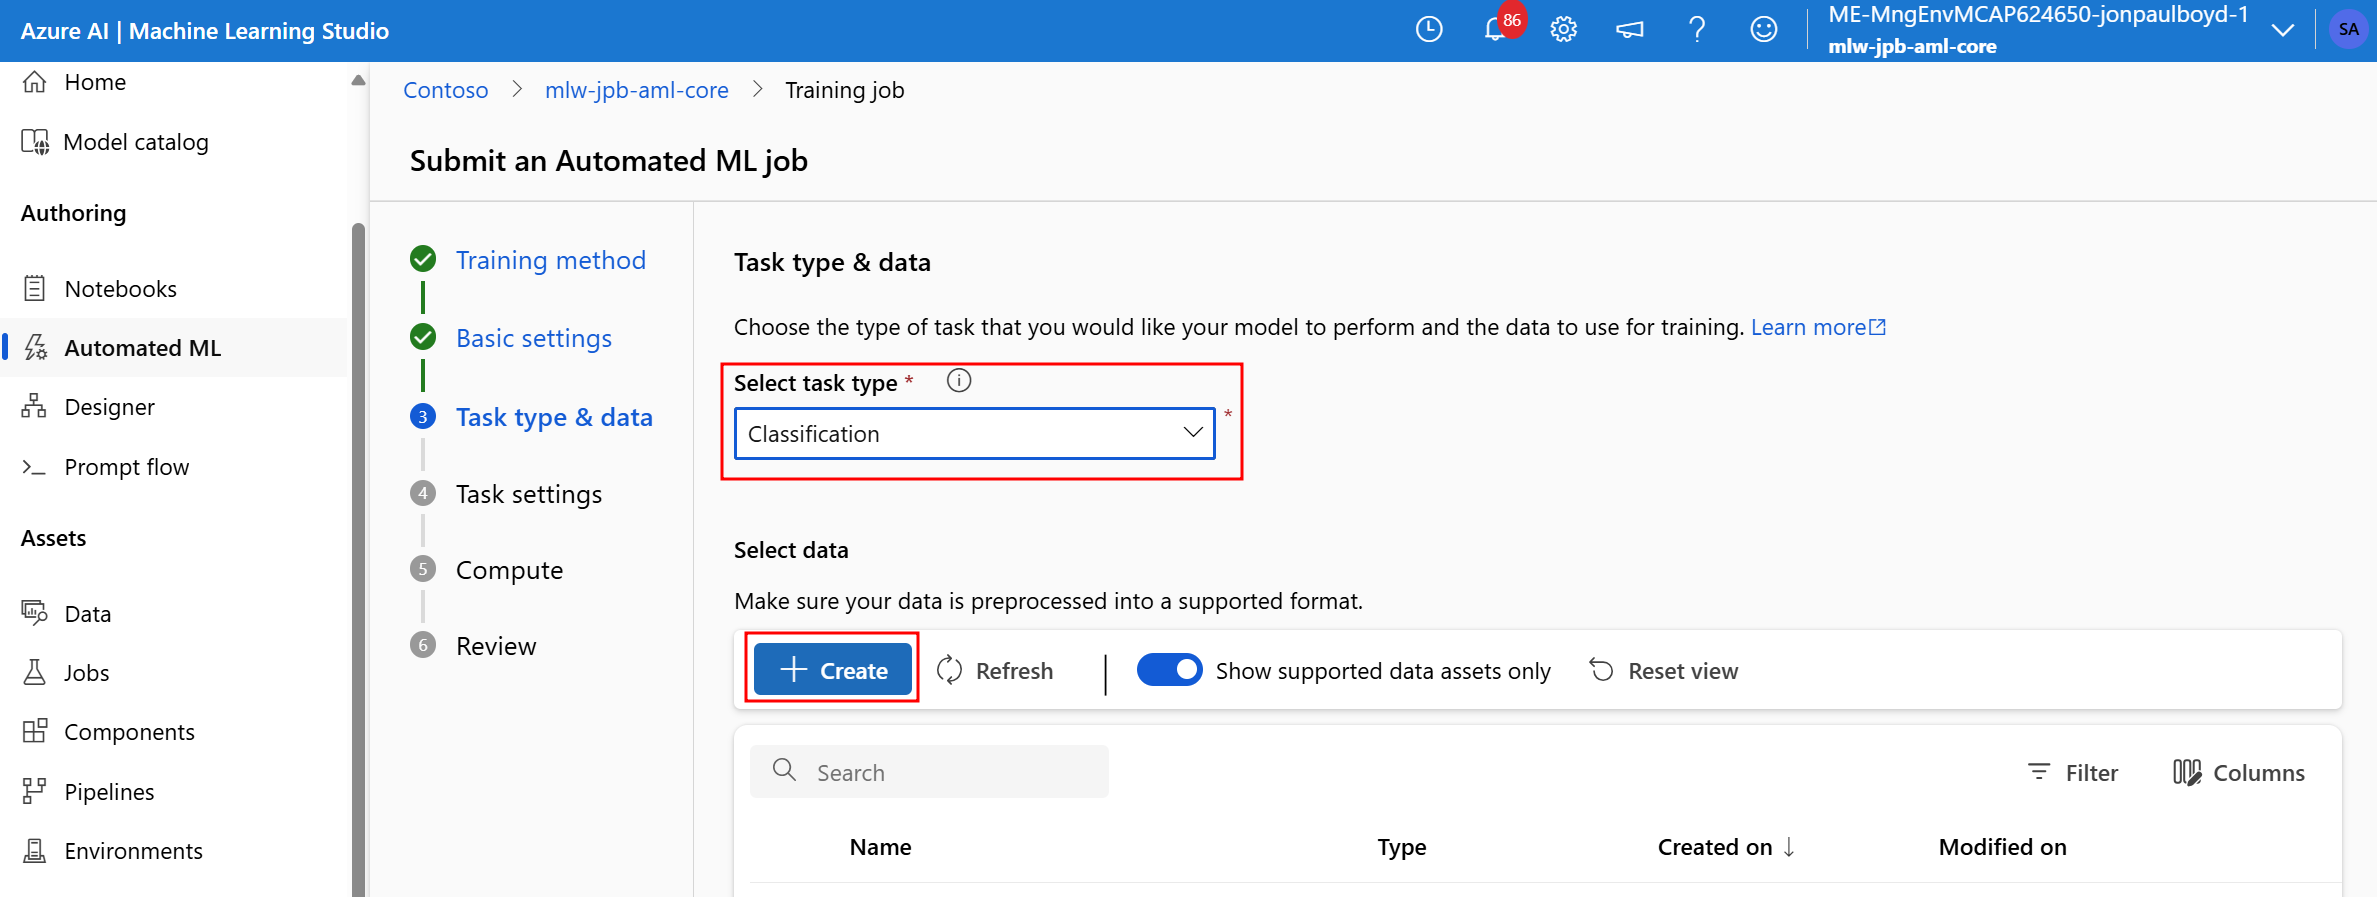 Azure AI | Machine Learning Studio
86
ME-MngEnvMCAP624650-jonpaulboyd-1
mlw-jpb-aml-core
SA
Home
Model catalog
Authoring
Notebooks
Automated ML
Designer
Prompt flow
Assets
Data
Jobs
Components
Pipelines
Environments
Contoso > mlw-jpb-aml-core > Training job
Submit an Automated ML job
Training method
Basic settings
3 Task type & data
4 Task settings
5 Compute
6 Review
Task type & data
Choose the type of task that you would like your model to perform and the data to use for training. Learn more
Select task type *
Classification *
Select data
Make sure your data is preprocessed into a supported format.
Create Refresh Show supported data assets only Reset view
Search Filter Columns
Name Type Created on ↓ Modified on